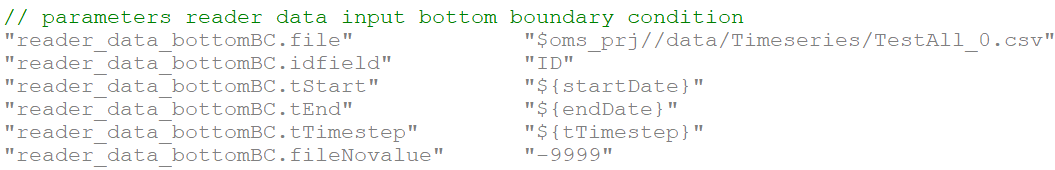 // parameters reader data input bottom boundary condition
"reader_data_bottomBC.file" "$oms_prj//data/Timeseries/TestAll_0.csv"
"reader_data_bottomBC.idfield" "ID"
"reader_data_bottomBC.tStart" "${startDate}"
"reader_data_bottomBC.tEnd" "${endDate}"
"reader_data_bottomBC.tTimestep" "${tTimestep}"
"reader_data_bottomBC.fileNovalue" "-9999"